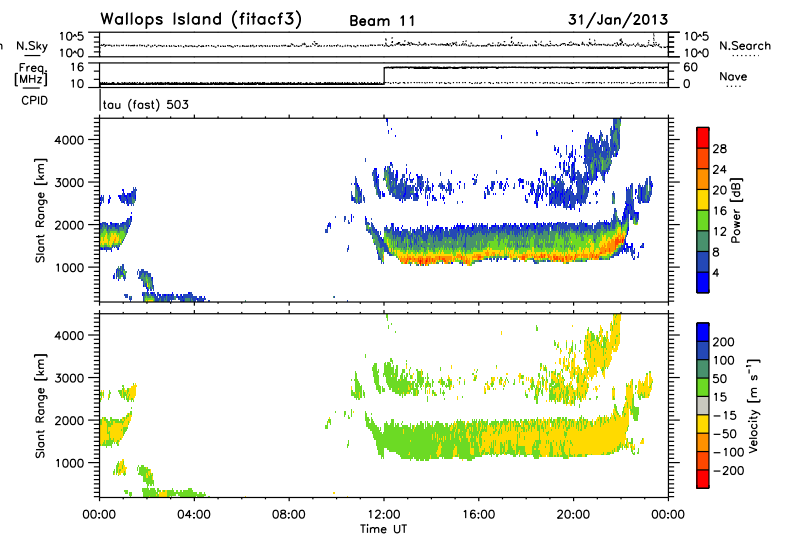 Wallops Island (fitacf3) Beam 11 31/Jan/2013
n N.Sky 10^5 10^0 10^5 10^0 N.Search
Freq. [MHz] 16 10 60 0 Nave
CPID tau (fast) 503
Slant Range [km] 4000 3000 2000 1000
28 24 20 16 12 8 4 Power [dB]
Slant Range [km] 4000 3000 2000 1000
200 100 50 15 -15 -50 -100 -200 Velocity [m s⁻¹]
00:00 04:00 08:00 12:00 16:00 20:00 00:00
Time UT